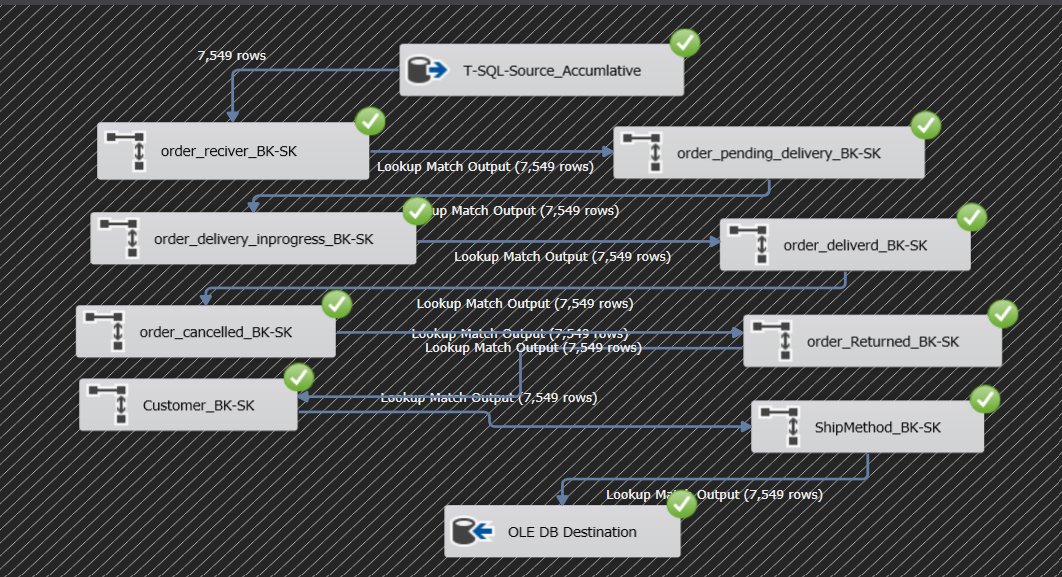 7,549 rows
T-SQL-Source_Accumlative
order_reciver_BK-SK
Lookup Match Output (7,549 rows)
order_pending_delivery_BK-SK
up Match Output (7,549 rows)
order_delivery_inprogress_BK-SK
Lookup Match Output (7,549 rows)
order_deliverd_BK-SK
Lookup Match Output (7,549 rows)
order_cancelled_BK-SK
Lookup Match Output (7,549 rows)
order_Returned_BK-SK
Lookup Match Output (7,549 rows)
Customer_BK-SK
Lookup Match Output (7,549 rows)
ShipMethod_BK-SK
Lookup Match Output (7,549 rows)
OLE DB Destination